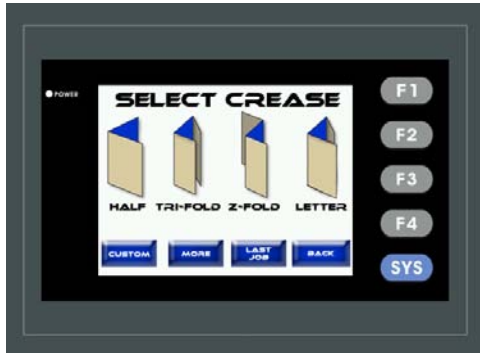 POWER
SELECT CREASE
HALF TRI-FOLD Z-FOLD LETTER
CUSTOM MORE LAST JOB BACK
F1
F2
F3
F4
SYS